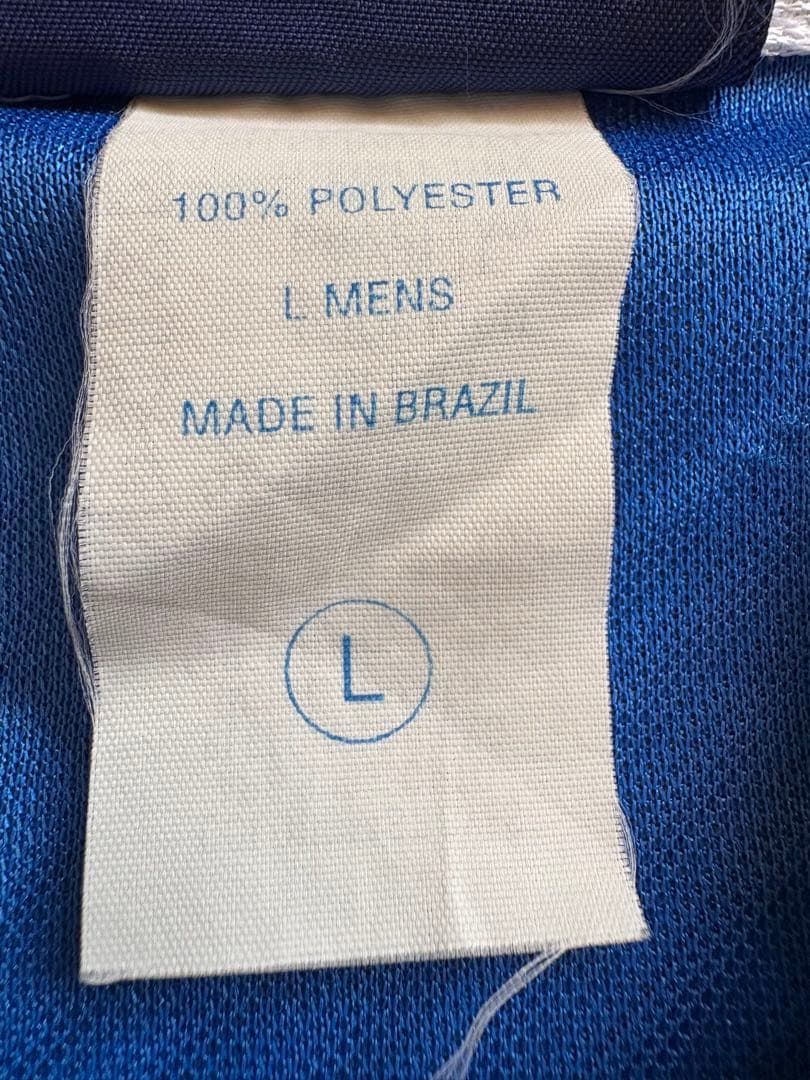 100% POLYESTER
L MENS
MADE IN BRAZIL
L